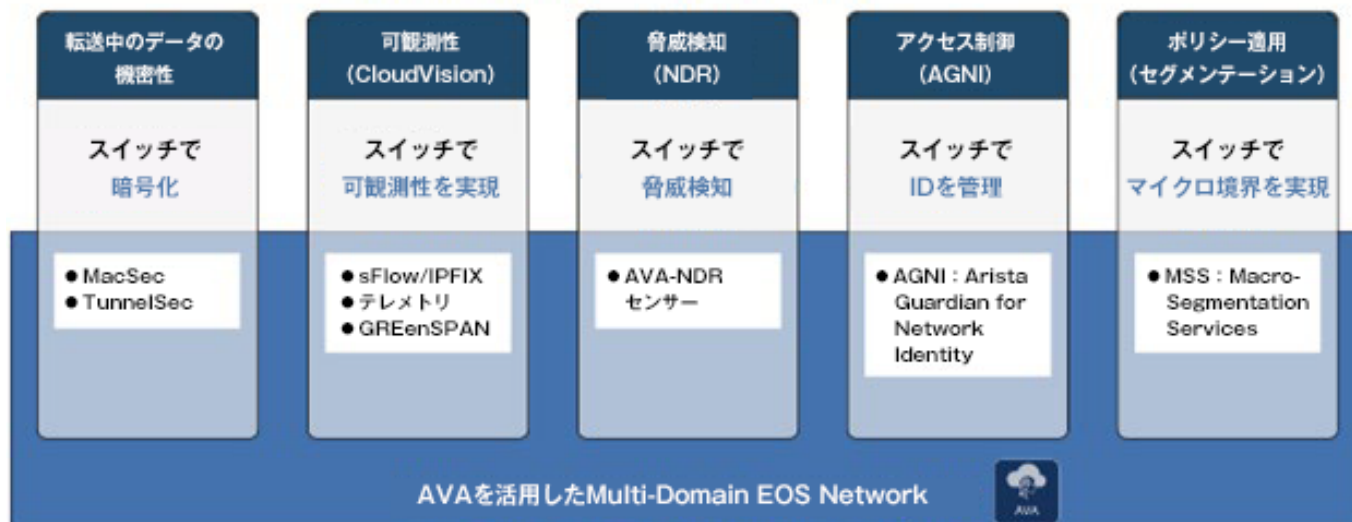 転送中のデータの
機密性
スイッチで
暗号化
● MacSec
● TunnelSec
可観測性
(CloudVision)
スイッチで
可観測性を実現
● sFlow/IPFIX
● テレメトリ
● GREenSPAN
脅威検知
(NDR)
スイッチで
脅威検知
● AVA-NDR
センサー
アクセス制御
(AGNI)
スイッチで
IDを管理
● AGNI：Arista
Guardian for
Network
Identity
ポリシー適用
(セグメンテーション)
スイッチで
マイクロ境界を実現
● MSS：Macro-
Segmentation
Services
AVAを活用したMulti-Domain EOS Network
AVA